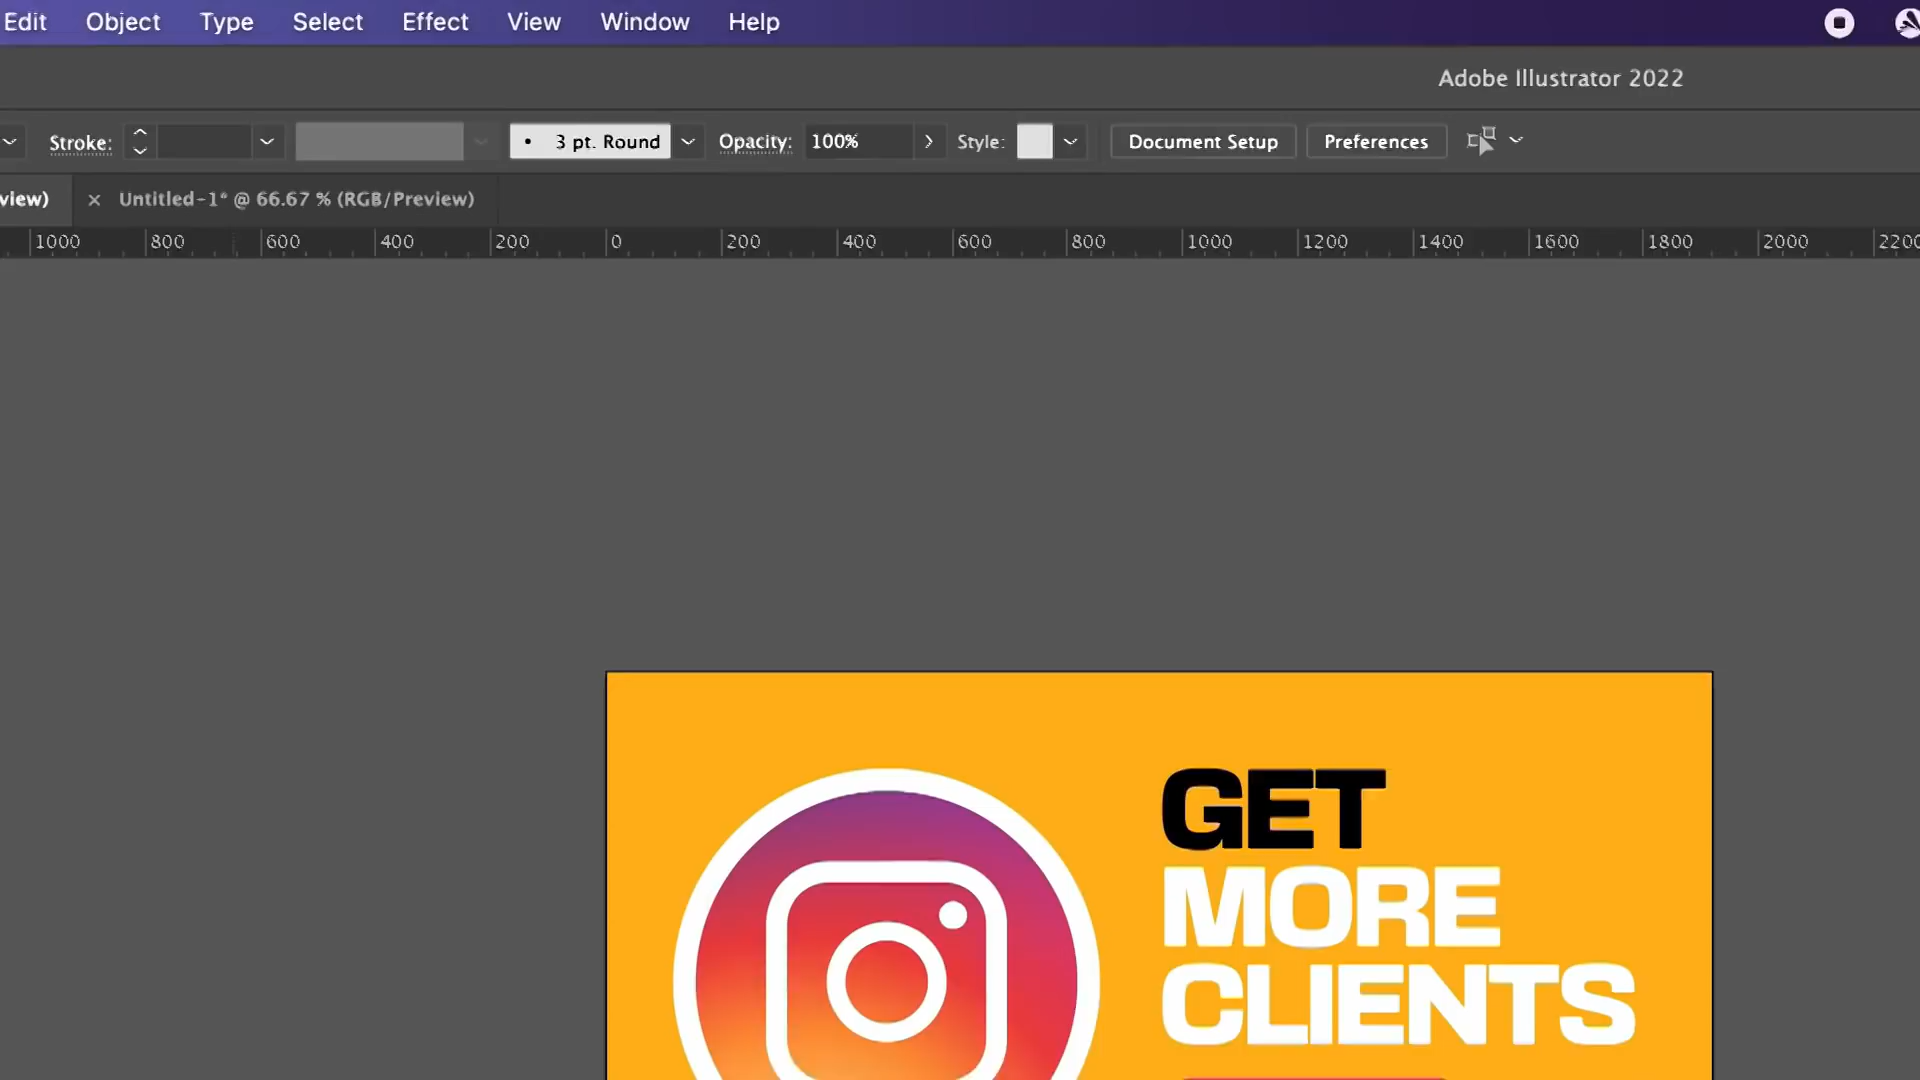 Edit Object Type Select Effect View Window Help
Adobe Illustrator 2022
Stroke: 3 pt. Round Opacity: 100% Style: Document Setup Preferences
view) × Untitled-1* @ 66.67 % (RGB/Preview)
1000 800 600 400 200 0 200 400 600 800 1000 1200 1400 1600 1800 2000 2200
GET
MORE
CLIENTS